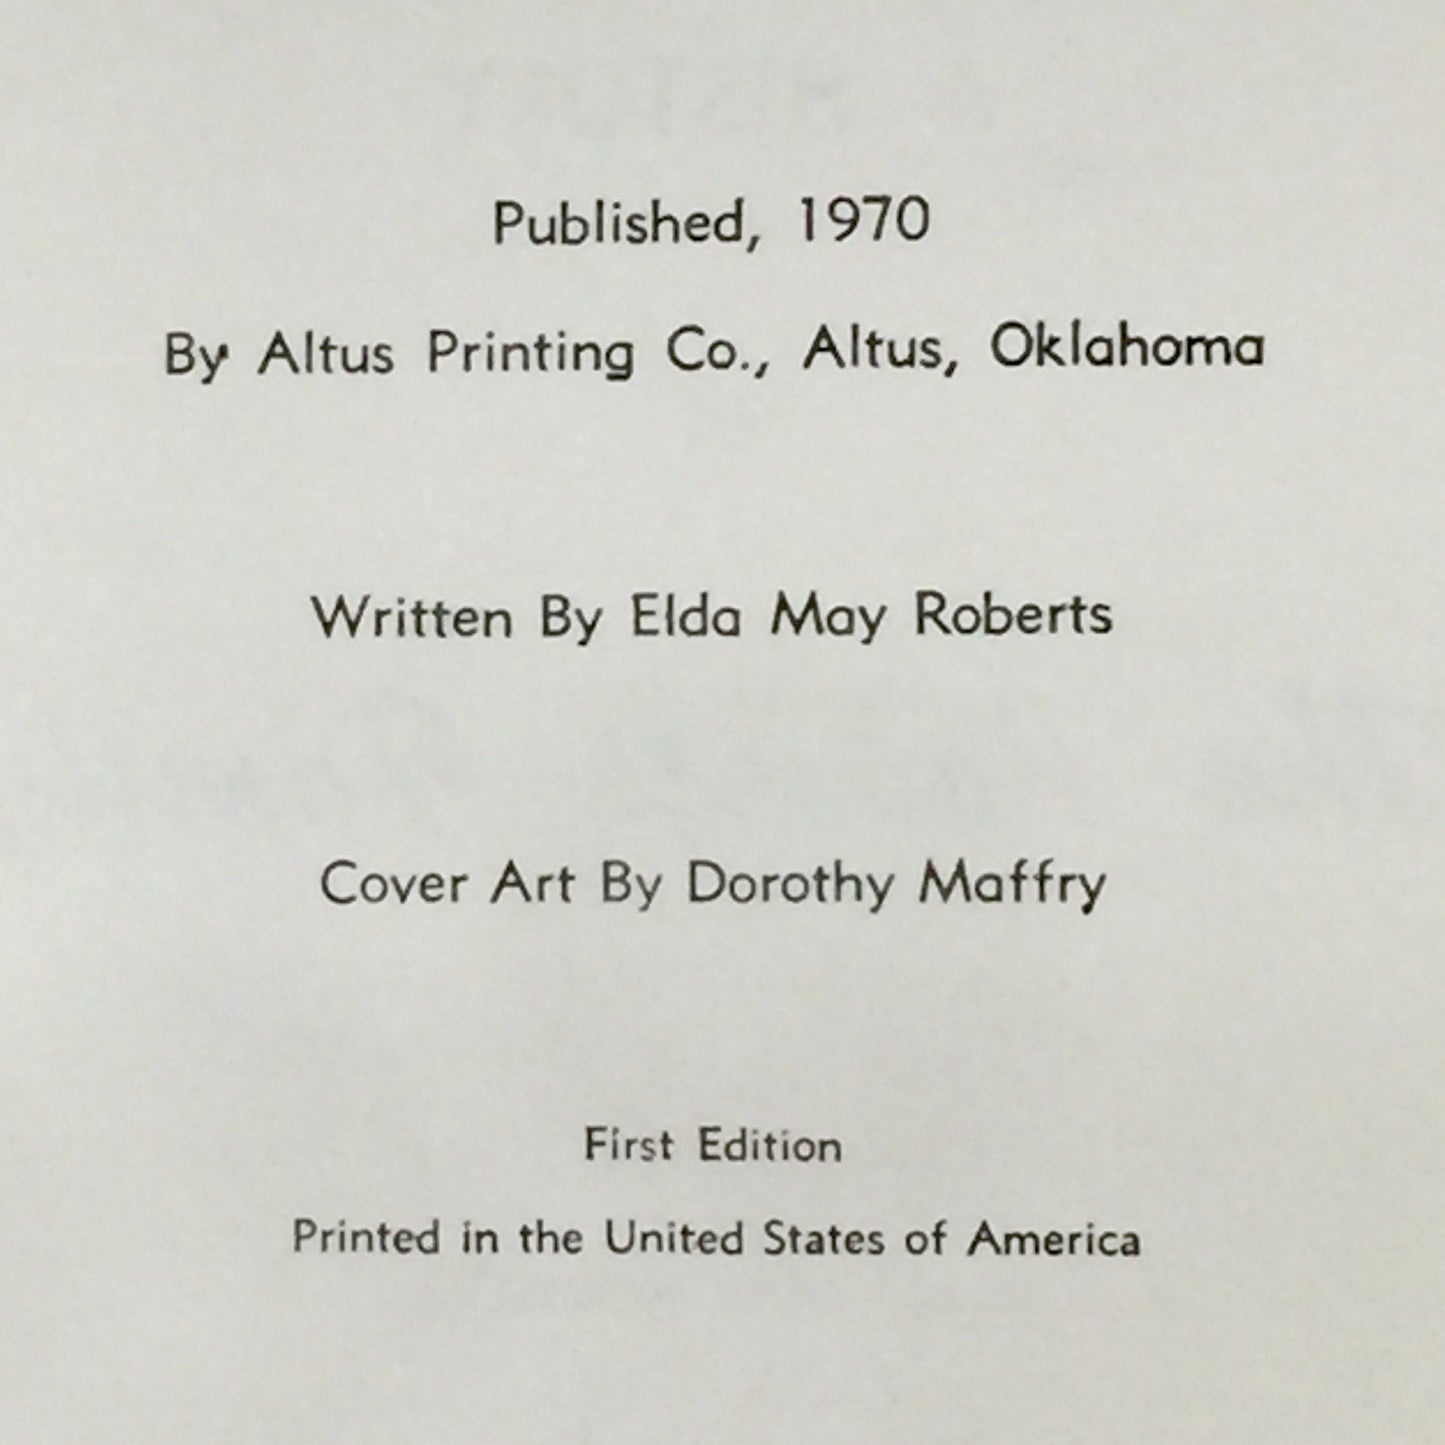 Published, 1970
By Altus Printing Co., Altus, Oklahoma
Written By Elda May Roberts
Cover Art By Dorothy Maffry
First Edition
Printed in the United States of America